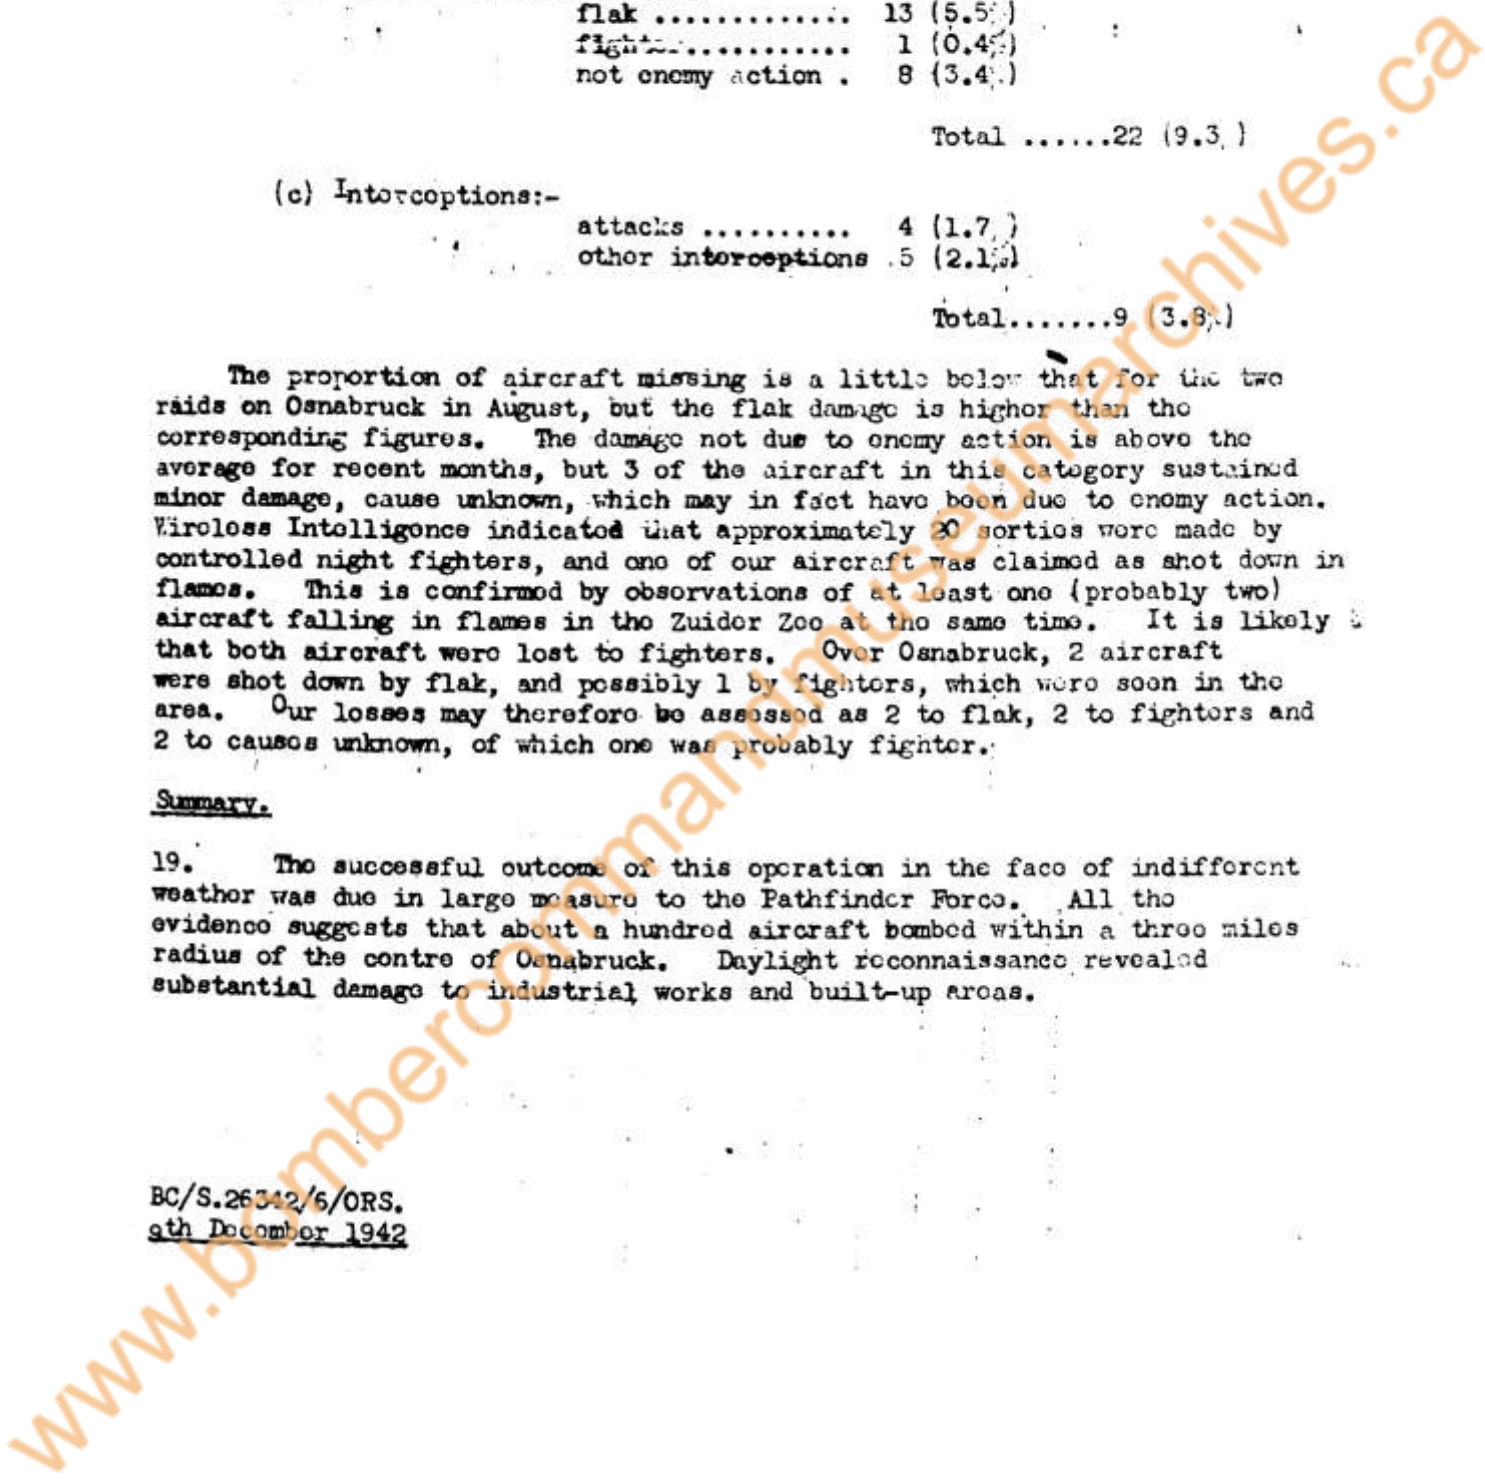 flak .............. 13 (5.5%)
fighter............ 1 (0.4%)
not enemy action . 8 (3.4%)
Total ......22 (9.3 )
(c) Interceptions:-
attacks .......... 4 (1.7 )
other interceptions .5 (2.1%)
Total.......9 (3.8%)
The proportion of aircraft missing is a little below that for the two
raids on Osnabruck in August, but the flak damage is higher than the
corresponding figures. The damage not due to enemy action is above the
average for recent months, but 3 of the aircraft in this category sustained
minor damage, cause unknown, which may in fact have been due to enemy action.
Wireless Intelligence indicated that approximately 20 sorties were made by
controlled night fighters, and one of our aircraft was claimed as shot down in
flames. This is confirmed by observations of at least one (probably two)
aircraft falling in flames in the Zuider Zee at the same time. It is likely
that both aircraft were lost to fighters. Over Osnabruck, 2 aircraft
were shot down by flak, and possibly 1 by fighters, which were seen in the
area. Our losses may therefore be assessed as 2 to flak, 2 to fighters and
2 to causes unknown, of which one was probably fighter.
Summary.
19. The successful outcome of this operation in the face of indifferent
weather was due in large measure to the Pathfinder Force. All the
evidence suggests that about a hundred aircraft bombed within a three miles
radius of the centre of Osnabruck. Daylight reconnaissance revealed
substantial damage to industrial works and built-up areas.
BC/S.26342/6/ORS.
9th December 1942
www.bombercommandmuseumarchives.ca